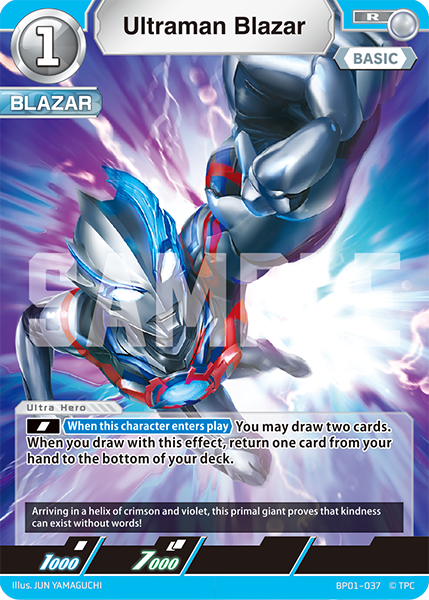 1
Ultraman Blazar
R
BASIC
BLAZAR
SAMPLE
Ultra Hero
When this character enters play You may draw two cards.
When you draw with this effect, return one card from your
hand to the bottom of your deck.
Arriving in a helix of crimson and violet, this primal giant proves that kindness
can exist without words!
1000 7000
Illus. JUN YAMAGUCHI BP01-037 © TPC